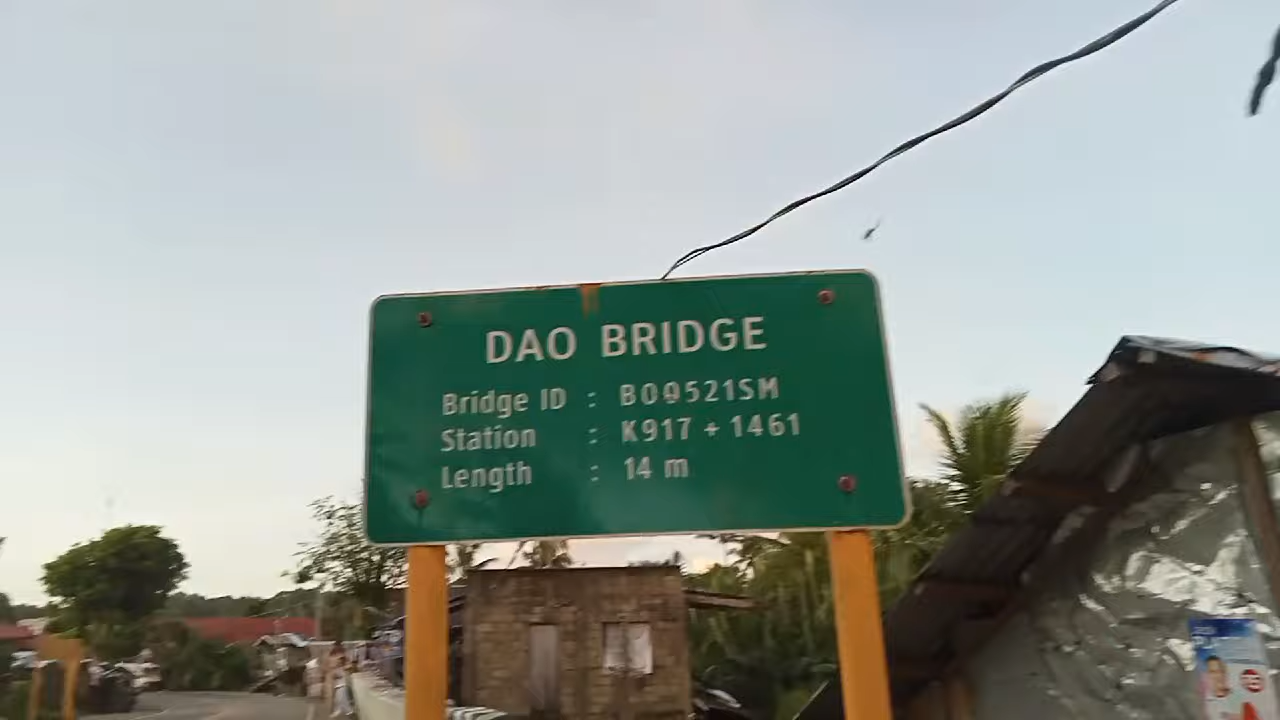 DAO BRIDGE
Bridge ID : B00521SM
Station : K917 + 1461
Length : 14 m